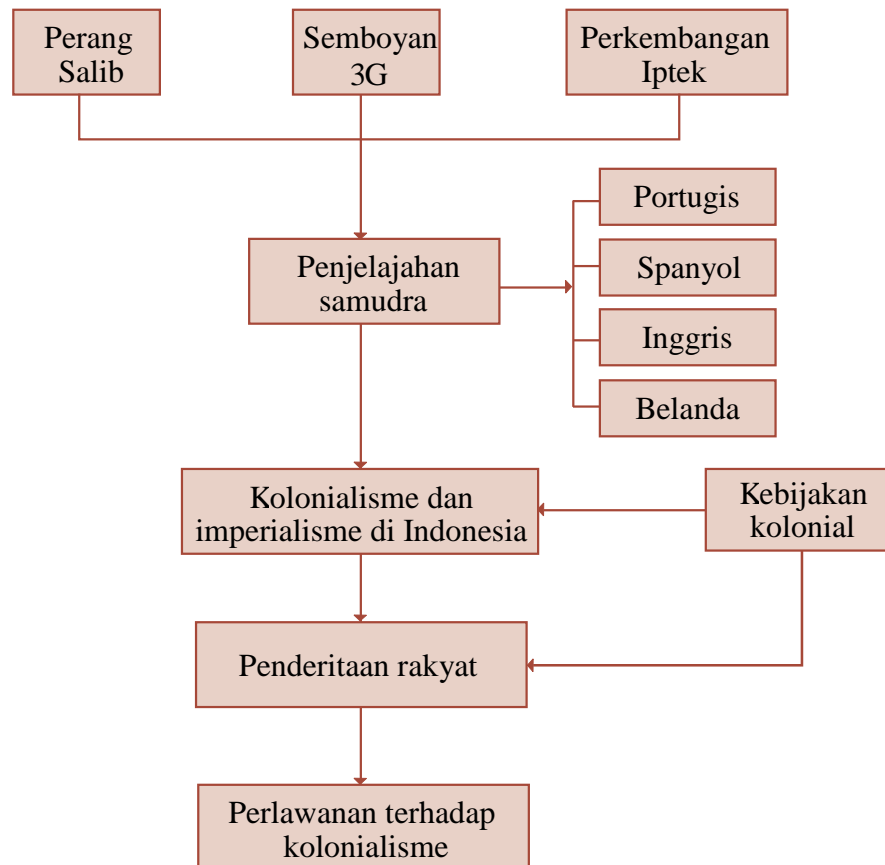 Perang
Salib
Semboyan
3G
Perkembangan
Iptek
Penjelajahan
samudra
Portugis
Spanyol
Inggris
Belanda
Kolonialisme dan
imperialisme di Indonesia
Kebijakan
kolonial
Penderitaan rakyat
Perlawanan terhadap
kolonialisme